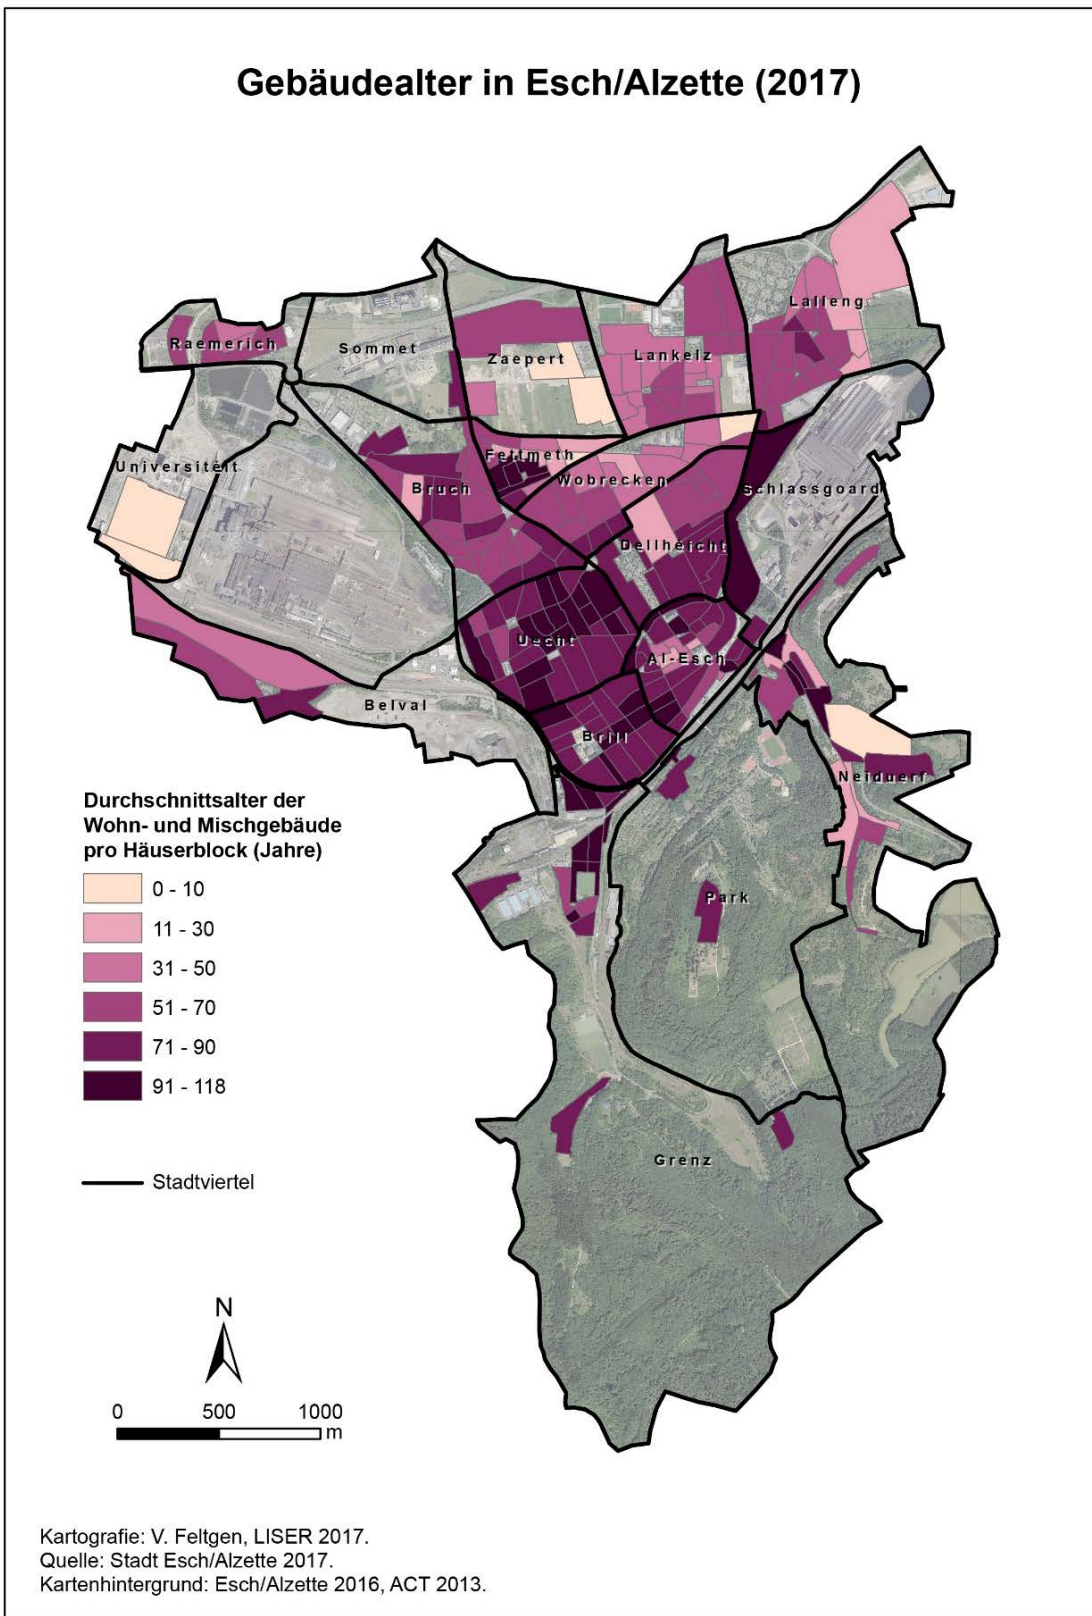 Gebäudealter in Esch/Alzette (2017)
Lalleng
Raemerich
Sommet
Zaepert
Lankelz
Universitéit
Fettmeth
Bruch
Wobrecken
Schlassgoard
Dellhéicht
Uecht
Al-Esch
Belval
Brill
Neiduerf
Durchschnittsalter der
Wohn- und Mischgebäude
pro Häuserblock (Jahre)
0 - 10
11 - 30
31 - 50
51 - 70
71 - 90
91 - 118
Park
Grenz
Stadtviertel
N
0 500 1000
m
Kartografie: V. Feltgen, LISER 2017.
Quelle: Stadt Esch/Alzette 2017.
Kartenhintergrund: Esch/Alzette 2016, ACT 2013.